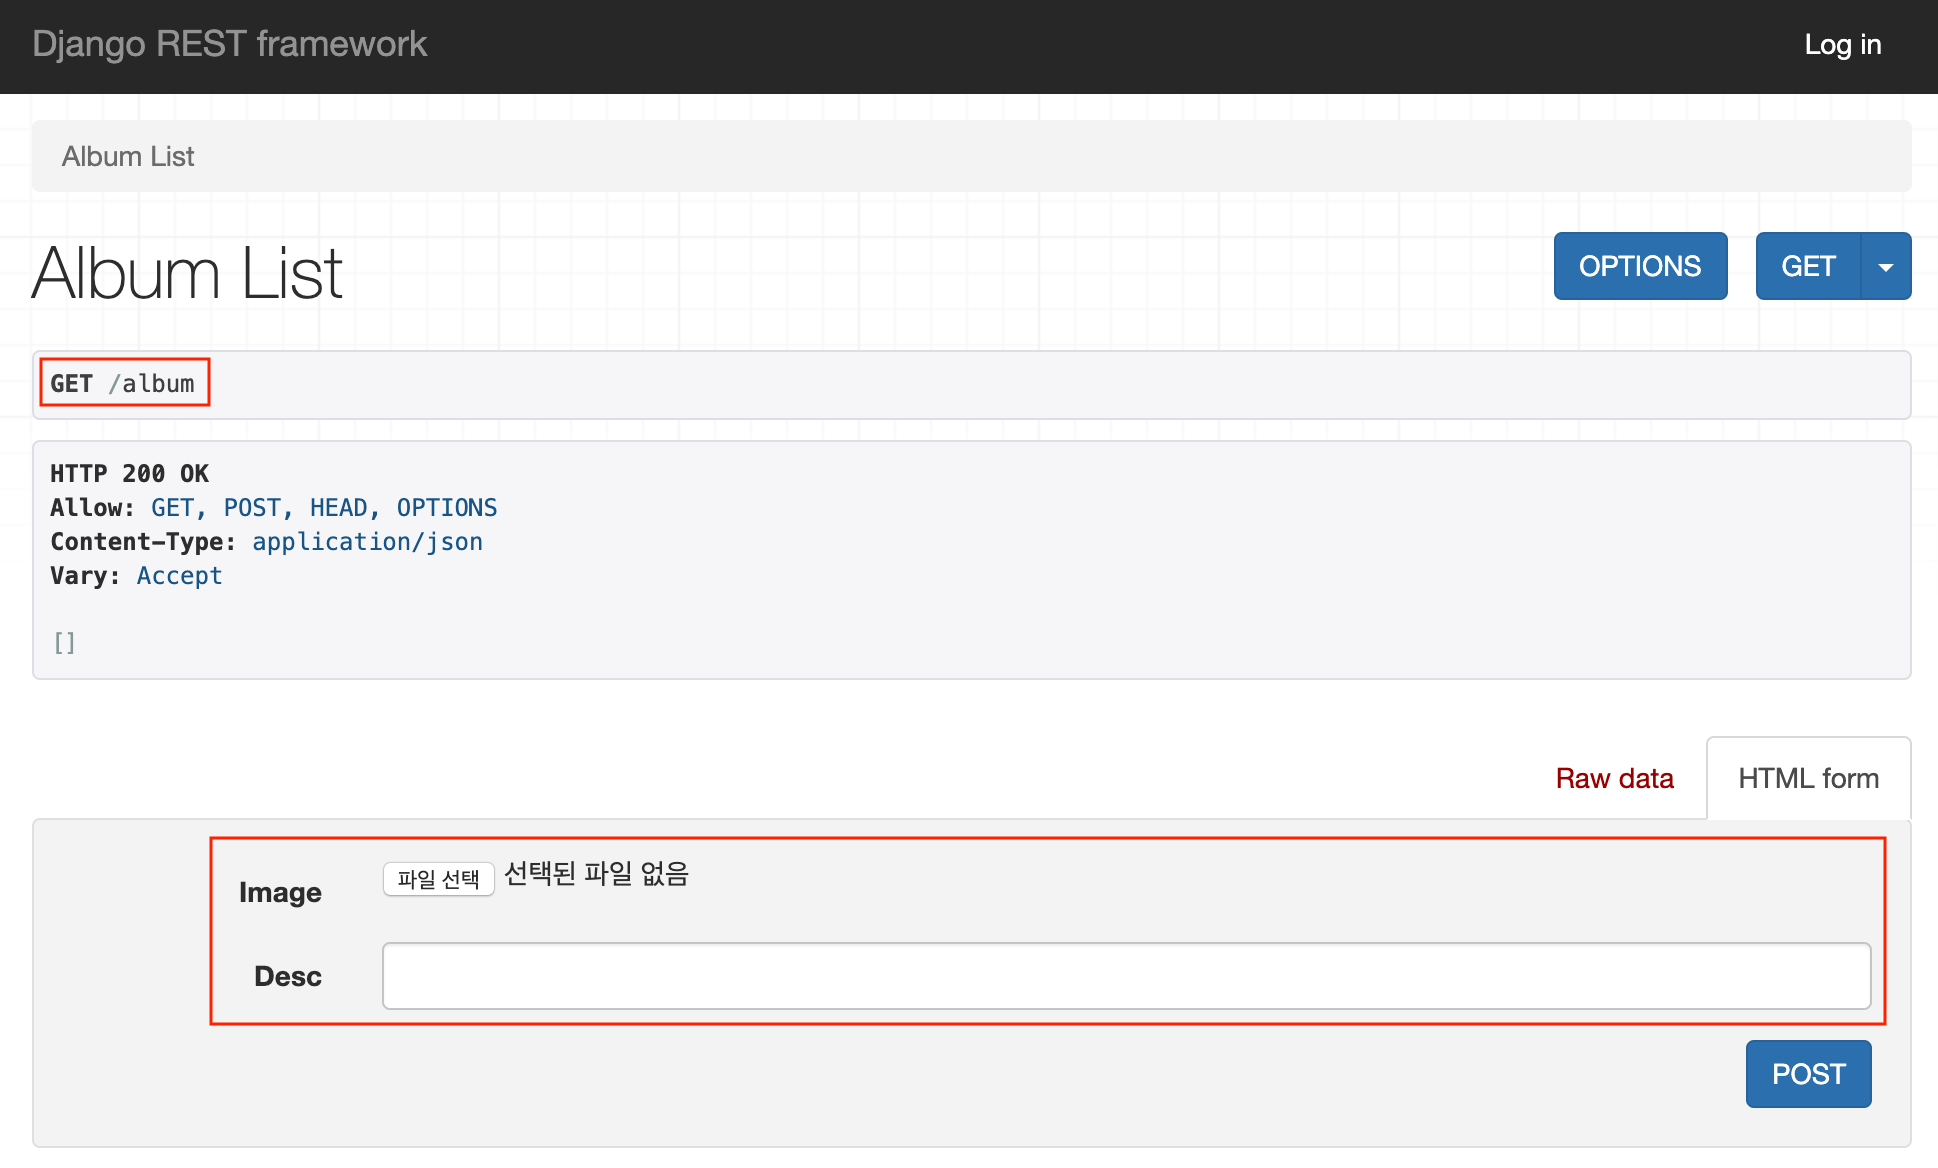 Django REST framework
Log in
Album List
Album List
OPTIONS
GET
GET /album
HTTP 200 OK
Allow: GET, POST, HEAD, OPTIONS
Content-Type: application/json
Vary: Accept
[]
Raw data
HTML form
Image
파일 선택 선택된 파일 없음
Desc
POST